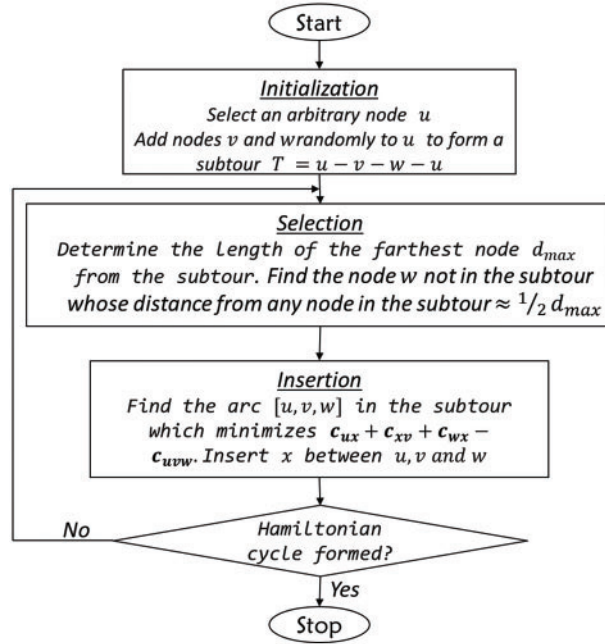 Start
Initialization
Select an arbitrary node u
Add nodes v and wrandomly to u to form a
subtour T = u − v − w − u
Selection
Determine the Length of the farthest node d_max
from the subtour. Find the node w not in the subtour
whose distance from any node in the subtour ≈ 1/2 d_max
Insertion
Find the arc [u, v, w] in the subtour
which minimizes c_ux + c_xv + c_wx −
c_uvw. Insert x between u, v and w
No
Hamiltonian
cycle formed?
Yes
Stop